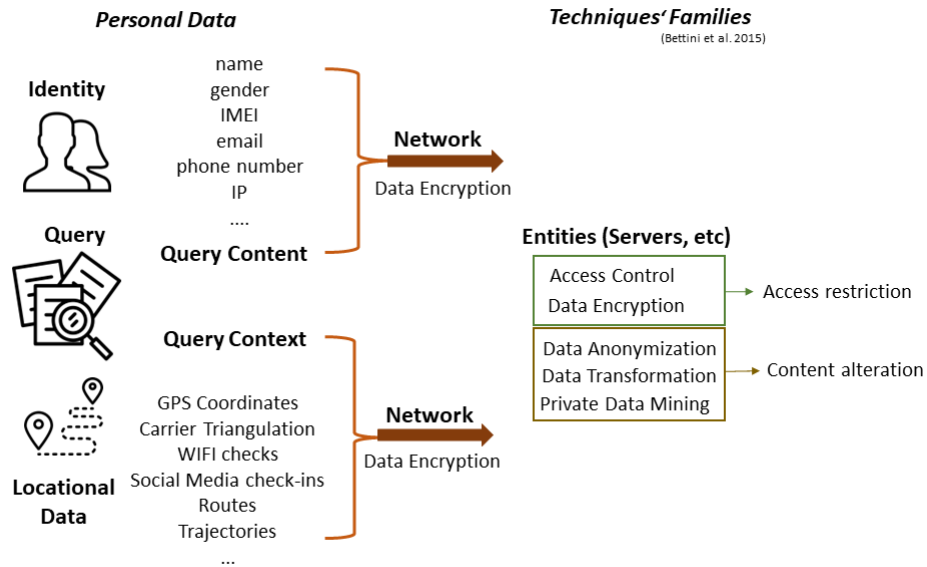 Personal Data
Techniques‘ Families
(Bettini et al. 2015)
Identity
name
gender
IMEI
email
phone number
IP
....
Network
Data Encryption
Query
Query Content
Query Context
Entities (Servers, etc)
Access Control
Data Encryption
Access restriction
Data Anonymization
Data Transformation
Private Data Mining
Content alteration
GPS Coordinates
Carrier Triangulation
WIFI checks
Social Media check-ins
Routes
Trajectories
...
Network
Data Encryption
Locational
Data